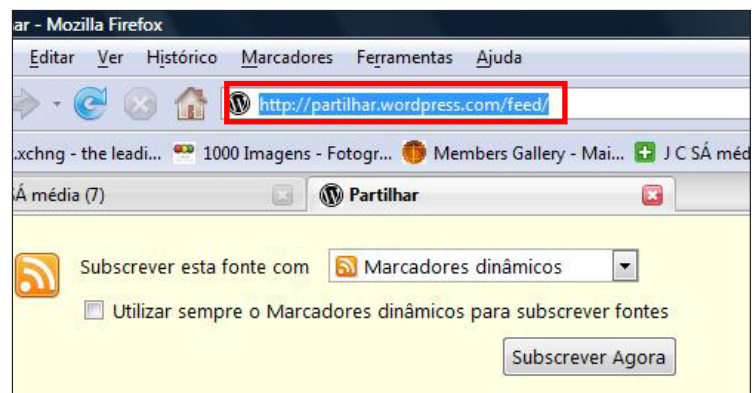 ar - Mozilla Firefox
Editar Ver Histórico Marcadores Ferramentas Ajuda
http://partilhar.wordpress.com/feed/
.xchng - the leadi... 1000 Imagens - Fotogr... Members Gallery - Mai... J C SÁ méd
SÁ média (7) Partilhar
Subscrever esta fonte com Marcadores dinâmicos
Utilizar sempre o Marcadores dinâmicos para subscrever fontes
Subscrever Agora